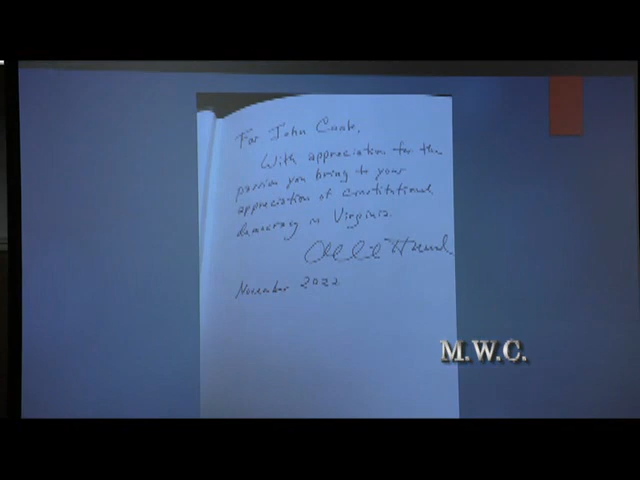 For John Cook,
With appreciation for the
passion you bring to your
appreciation of constitutional
democracy in Virginia.
November 2022
M.W.C.